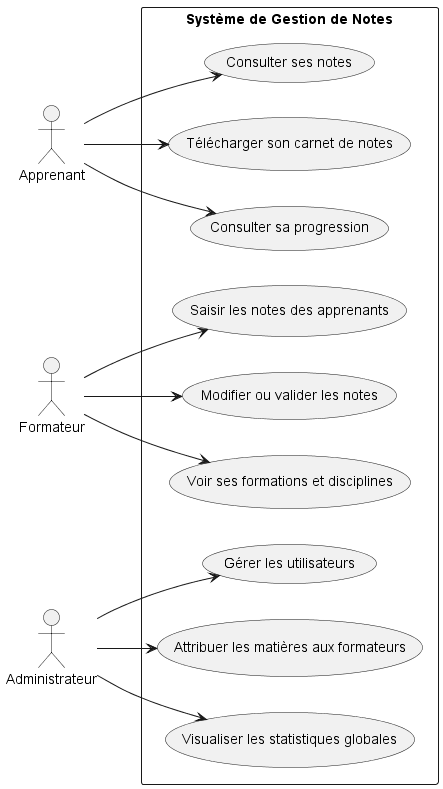 Système de Gestion de Notes
Consulter ses notes
Télécharger son carnet de notes
Apprenant
Consulter sa progression
Saisir les notes des apprenants
Modifier ou valider les notes
Formateur
Voir ses formations et disciplines
Gérer les utilisateurs
Attribuer les matières aux formateurs
Administrateur
Visualiser les statistiques globales